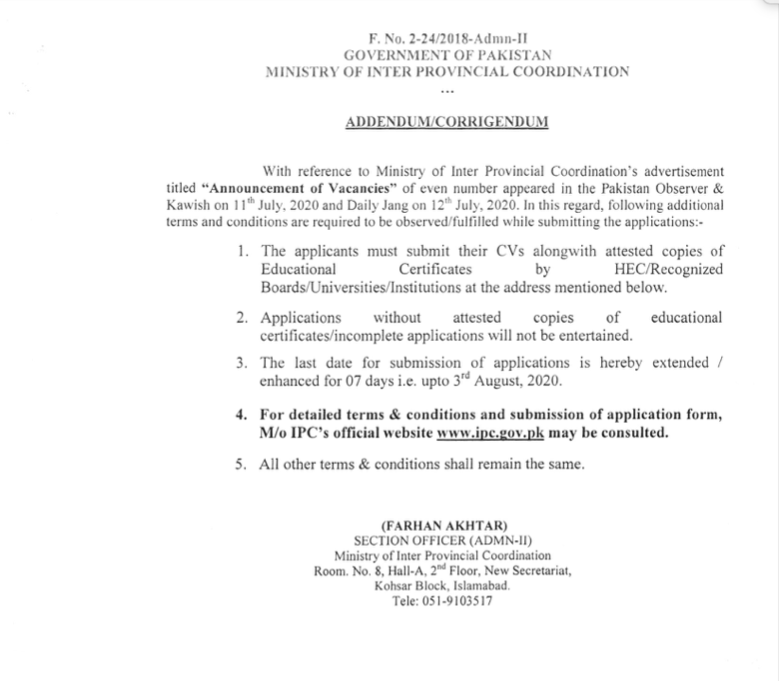 F. No. 2-24/2018-Admn-II
GOVERNMENT OF PAKISTAN
MINISTRY OF INTER PROVINCIAL COORDINATION
...
ADDENDUM/CORRIGENDUM
With reference to Ministry of Inter Provincial Coordination's advertisement
titled “Announcement of Vacancies” of even number appeared in the Pakistan Observer &
Kawish on 11th July, 2020 and Daily Jang on 12th July, 2020. In this regard, following additional
terms and conditions are required to be observed/fulfilled while submitting the applications:-
1. The applicants must submit their CVs alongwith attested copies of
Educational Certificates by HEC/Recognized
Boards/Universities/Institutions at the address mentioned below.
2. Applications without attested copies of educational
certificates/incomplete applications will not be entertained.
3. The last date for submission of applications is hereby extended /
enhanced for 07 days i.e. upto 3rd August, 2020.
4. For detailed terms & conditions and submission of application form,
M/o IPC's official website www.ipc.gov.pk may be consulted.
5. All other terms & conditions shall remain the same.
(FARHAN AKHTAR)
SECTION OFFICER (ADMN-II)
Ministry of Inter Provincial Coordination
Room. No. 8, Hall-A, 2nd Floor, New Secretariat,
Kohsar Block, Islamabad.
Tele: 051-9103517